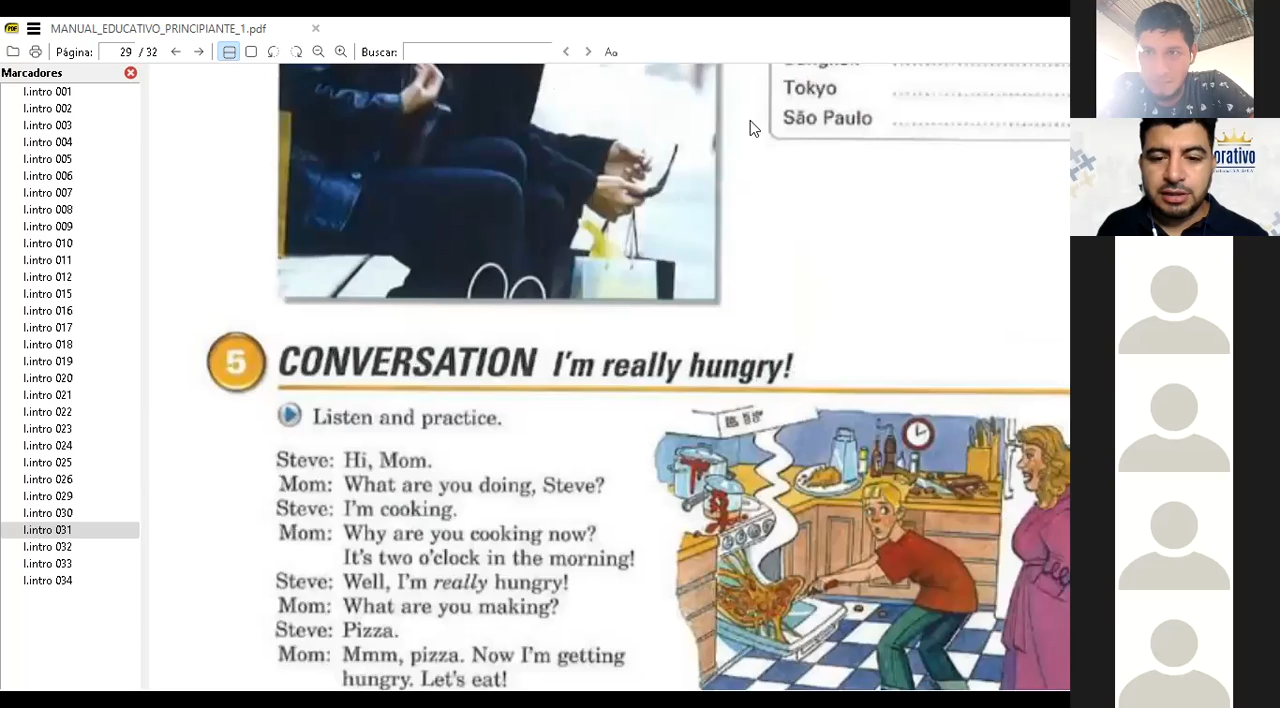 MANUAL_EDUCATIVO_PRINCIPIANTE_1.pdf
Página: 29 / 32
Buscar:
Aa
Marcadores
I.intro 001
I.intro 002
I.intro 003
I.intro 004
I.intro 005
I.intro 006
I.intro 007
I.intro 008
I.intro 009
I.intro 010
I.intro 011
I.intro 012
I.intro 015
I.intro 016
I.intro 017
I.intro 018
I.intro 019
I.intro 020
I.intro 021
I.intro 022
I.intro 023
I.intro 024
I.intro 025
I.intro 026
I.intro 029
I.intro 030
I.intro 031
I.intro 032
I.intro 033
I.intro 034
Tokyo
São Paulo
5 CONVERSATION I'm really hungry!
Listen and practice.
Steve: Hi, Mom.
Mom: What are you doing, Steve?
Steve: I'm cooking.
Mom: Why are you cooking now?
It's two o'clock in the morning!
Steve: Well, I'm really hungry!
Mom: What are you making?
Steve: Pizza.
Mom: Mmm, pizza. Now I'm getting
hungry. Let's eat!
orativo